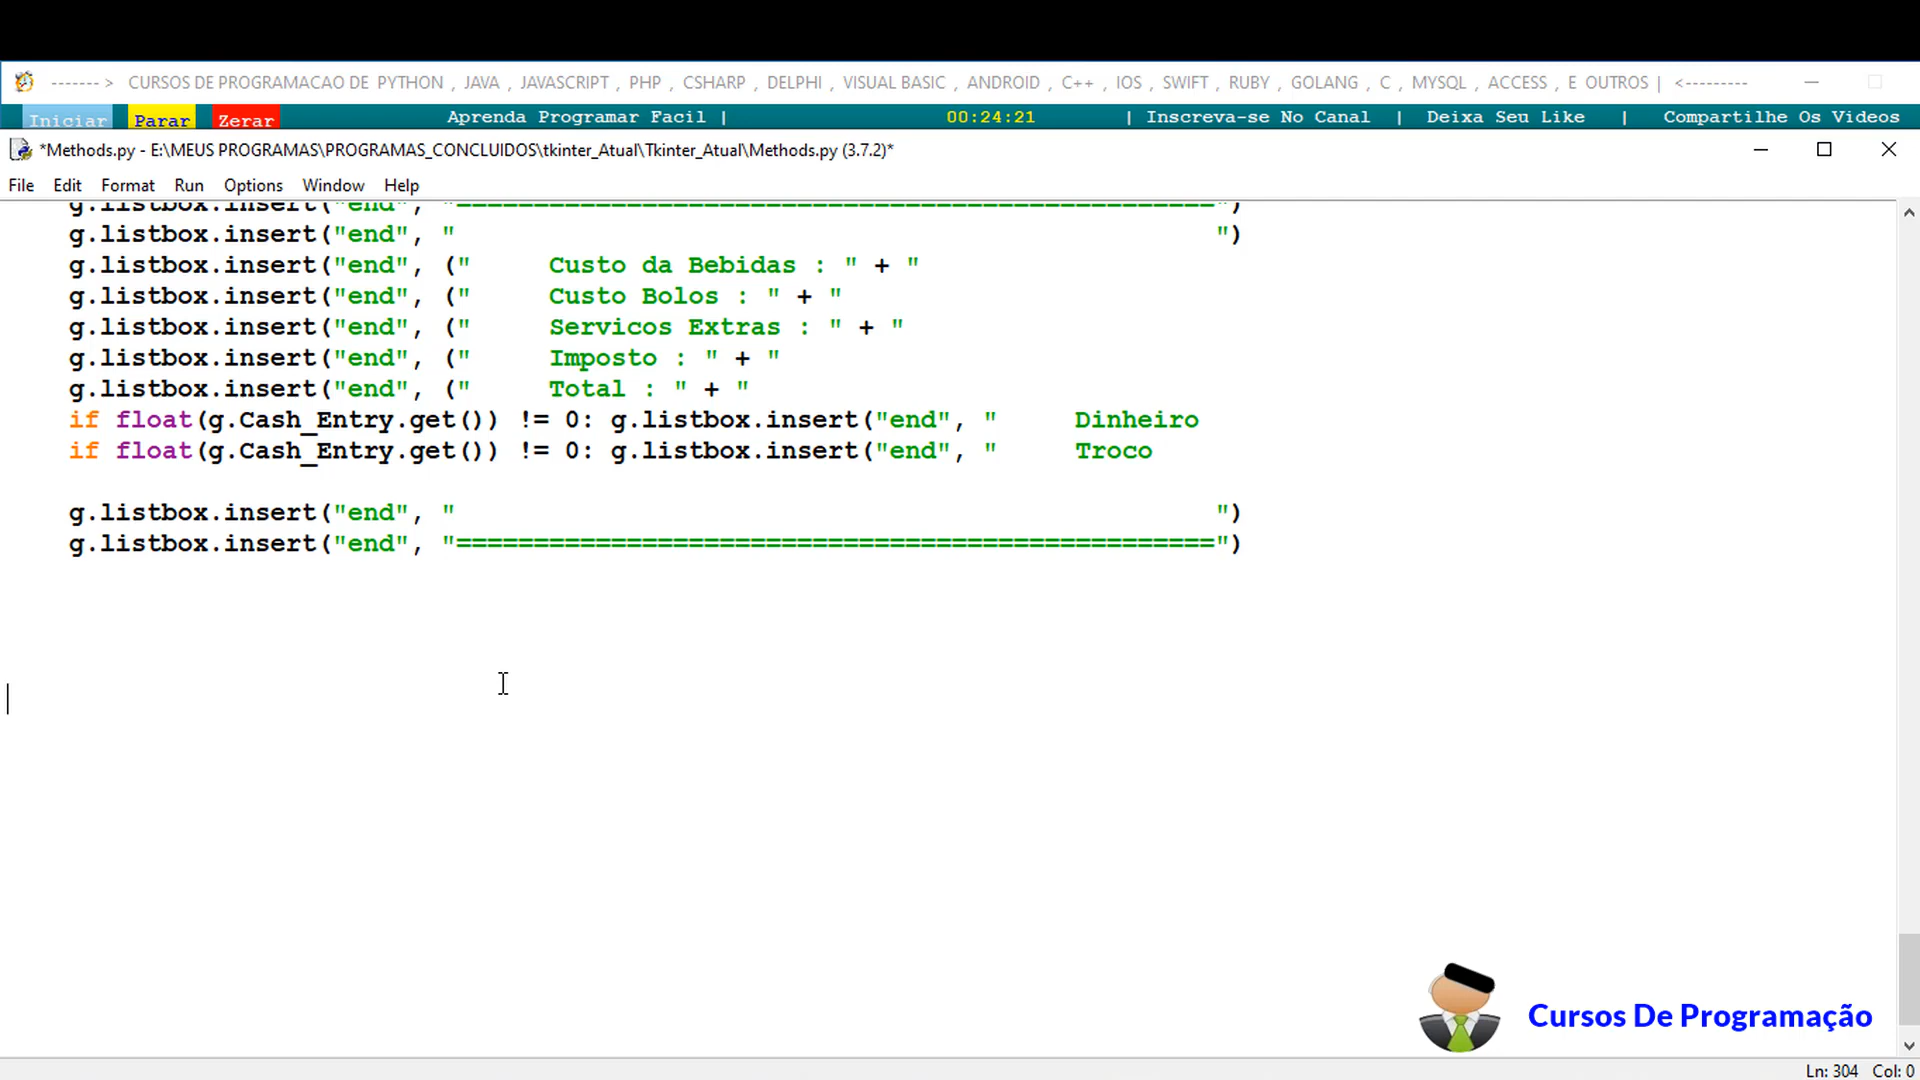 ------- > CURSOS DE PROGRAMACAO DE PYTHON , JAVA , JAVASCRIPT , PHP , CSHARP , DELPHI , VISUAL BASIC , ANDROID , C++ , IOS , SWIFT , RUBY , GOLANG , C , MYSQL , ACCESS , E OUTROS | <---------
Iniciar Parar Zerar Aprenda Programar Facil | 00:24:21 | Inscreva-se No Canal | Deixa Seu Like | Compartilhe Os Videos
*Methods.py - E:\MEUS PROGRAMAS\PROGRAMAS_CONCLUIDOS\tkinter_Atual\Tkinter_Atual\Methods.py (3.7.2)*
File Edit Format Run Options Window Help
g.listbox.insert("end", "=================================================")
g.listbox.insert("end", "                                                 ")
g.listbox.insert("end", ("     Custo da Bebidas : " + "
g.listbox.insert("end", ("     Custo Bolos : " + "
g.listbox.insert("end", ("     Servicos Extras : " + "
g.listbox.insert("end", ("     Imposto : " + "
g.listbox.insert("end", ("     Total : " + "
if float(g.Cash_Entry.get()) != 0: g.listbox.insert("end", "     Dinheiro
if float(g.Cash_Entry.get()) != 0: g.listbox.insert("end", "     Troco
g.listbox.insert("end", "                                                 ")
g.listbox.insert("end", "=================================================")
Cursos De Programação
Ln: 304 Col: 0